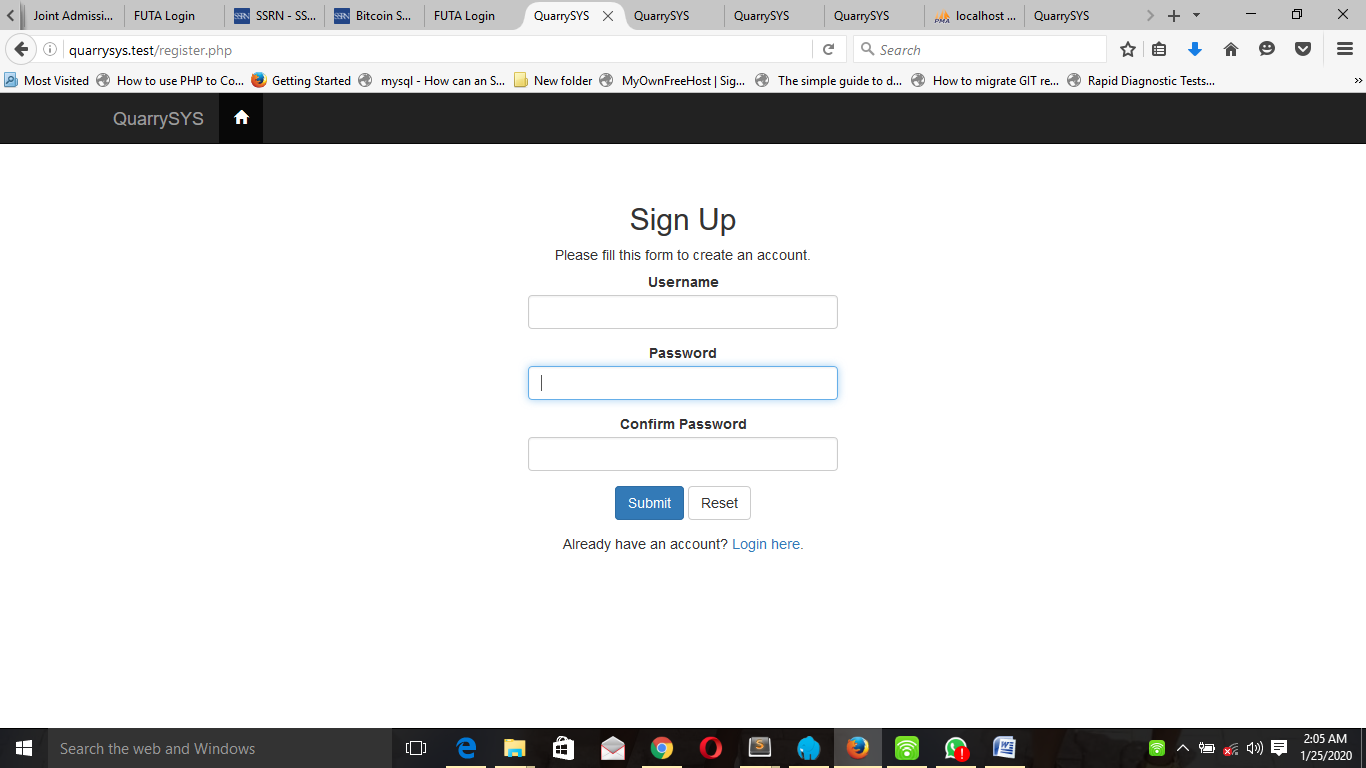 Joint Admissi... FUTA Login SSRN - SS... Bitcoin S... FUTA Login QuarrySYS QuarrySYS QuarrySYS QuarrySYS localhost ... QuarrySYS
quarrysys.test/register.php Search
Most Visited How to use PHP to Co... Getting Started mysql - How can an S... New folder MyOwnFreeHost | Sig... The simple guide to d... How to migrate GIT re... Rapid Diagnostic Tests...
QuarrySYS
Sign Up
Please fill this form to create an account.
Username
Password
Confirm Password
Submit Reset
Already have an account? Login here.
Search the web and Windows
2:05 AM
1/25/2020